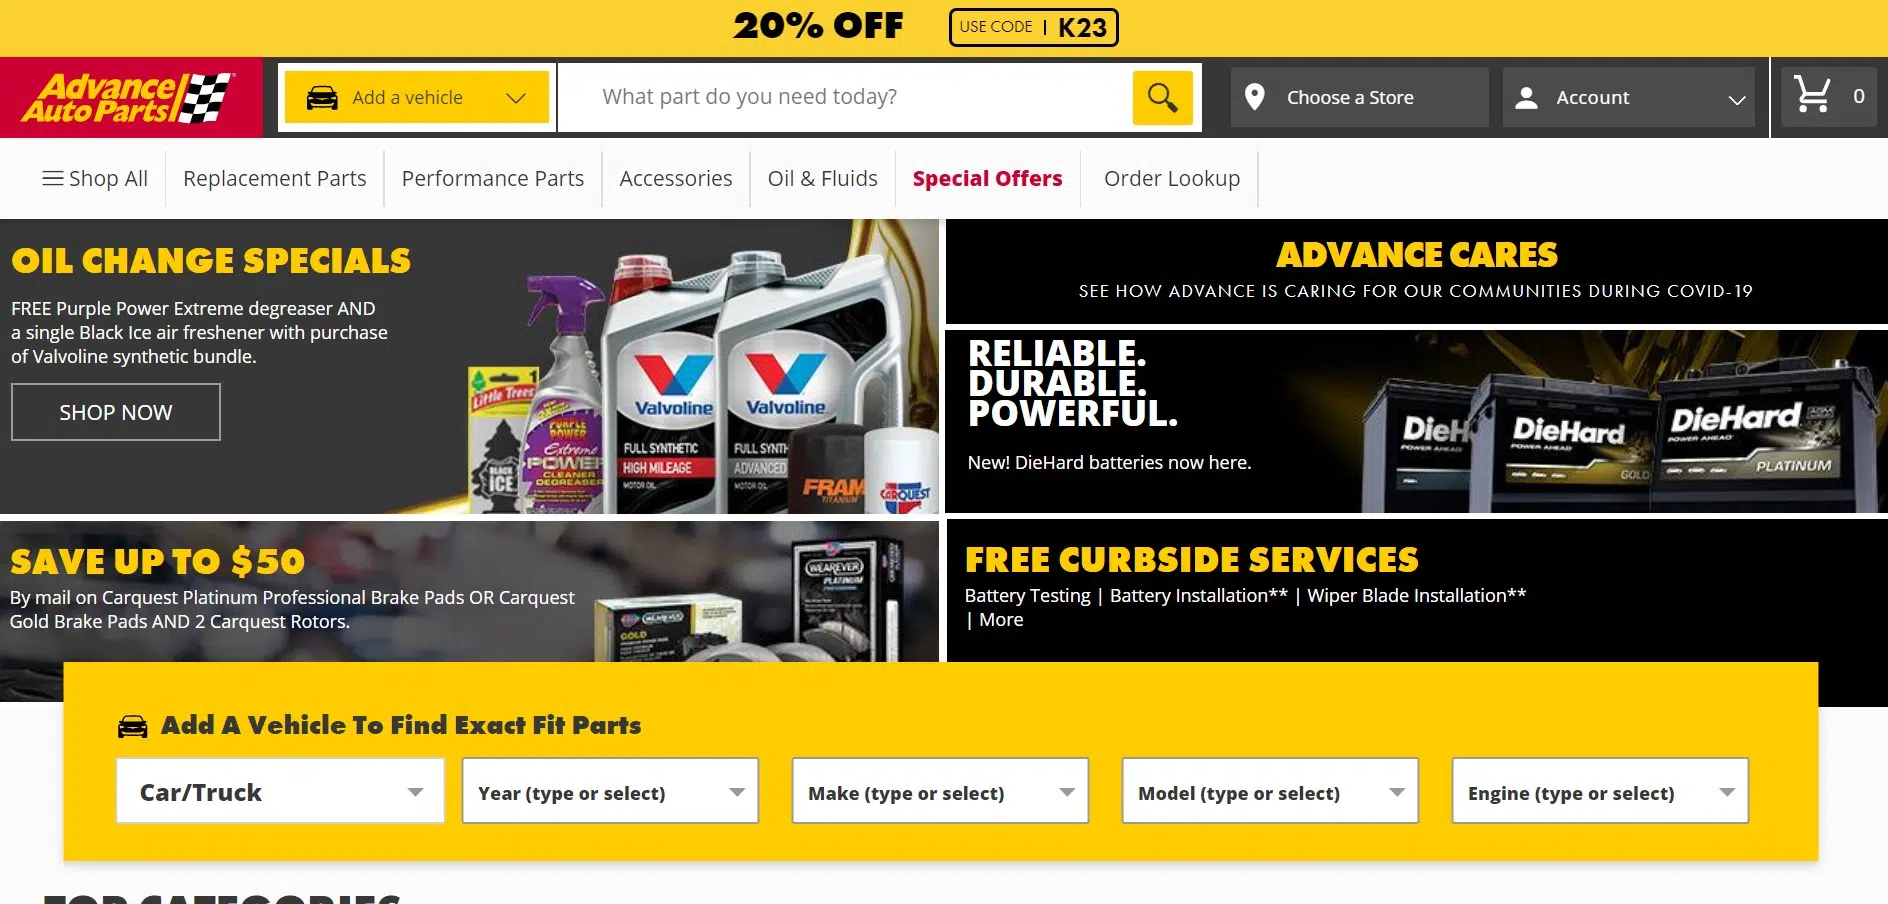 20% OFF
USE CODE | K23
Advance
Auto Parts
Add a vehicle
What part do you need today?
Choose a Store
Account
0
Shop All
Replacement Parts
Performance Parts
Accessories
Oil & Fluids
Special Offers
Order Lookup
OIL CHANGE SPECIALS
FREE Purple Power Extreme degreaser AND
a single Black Ice air freshener with purchase
of Valvoline synthetic bundle.
SHOP NOW
Little Trees
BLACK
ICE
PURPLE
POWER
Extreme
POWER
CLEANER
DEGREASER
Valvoline
FULL SYNTHETIC
HIGH MILEAGE
MOTOR OIL
Valvoline
FULL SYNTH
ADVANCED
MOTOR OIL
FRAM
TITANIUM
CARQUEST
ADVANCE CARES
SEE HOW ADVANCE IS CARING FOR OUR COMMUNITIES DURING COVID-19
RELIABLE.
DURABLE.
POWERFUL.
New! DieHard batteries now here.
DieH
POWER AHEAD
DieHard
POWER AHEAD
GOLD
DieHard
POWER AHEAD
PLATINUM
SAVE UP TO $50
By mail on Carquest Platinum Professional Brake Pads OR Carquest
Gold Brake Pads AND 2 Carquest Rotors.
WEAREVER
PLATINUM
WEAREVER
GOLD
FREE CURBSIDE SERVICES
Battery Testing | Battery Installation** | Wiper Blade Installation**
| More
Add A Vehicle To Find Exact Fit Parts
Car/Truck
Year (type or select)
Make (type or select)
Model (type or select)
Engine (type or select)
TOP CATEGORIES